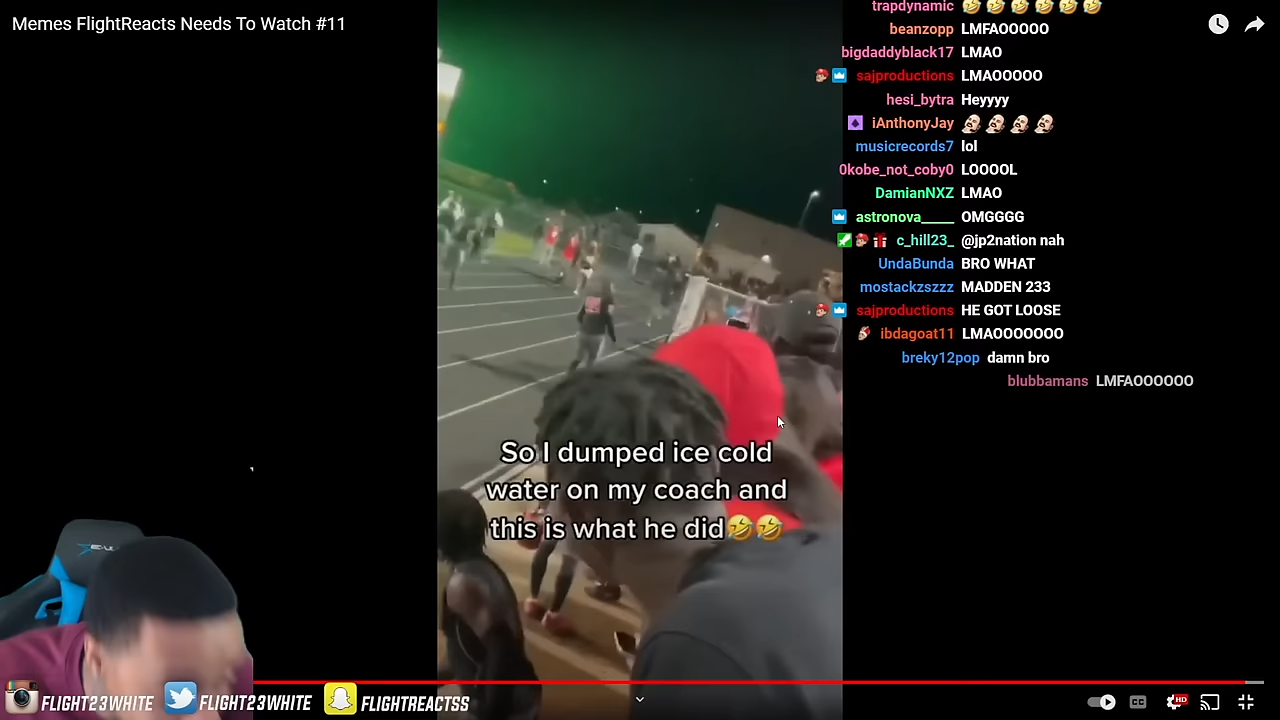 Memes FlightReacts Needs To Watch #11
trapdynamic 🤣🤣🤣🤣🤣🤣
beanzopp LMFAOOOOO
bigdaddyblack17 LMAO
sajproductions LMAOOOOO
hesi_bytra Heyyyy
iAnthonyJay
musicrecords7 lol
0kobe_not_coby0 LOOOOL
DamianNXZ LMAO
astronova_____ OMGGGG
c_hill23_ @jp2nation nah
UndaBunda BRO WHAT
mostackzszzz MADDEN 233
sajproductions HE GOT LOOSE
ibdagoat11 LMAOOOOOOO
breky12pop damn bro
blubbamans LMFAOOOOOO
So I dumped ice cold
water on my coach and
this is what he did🤣🤣
FLIGHT23WHITE FLIGHT23WHITE FLIGHTREACTSS
CC HD